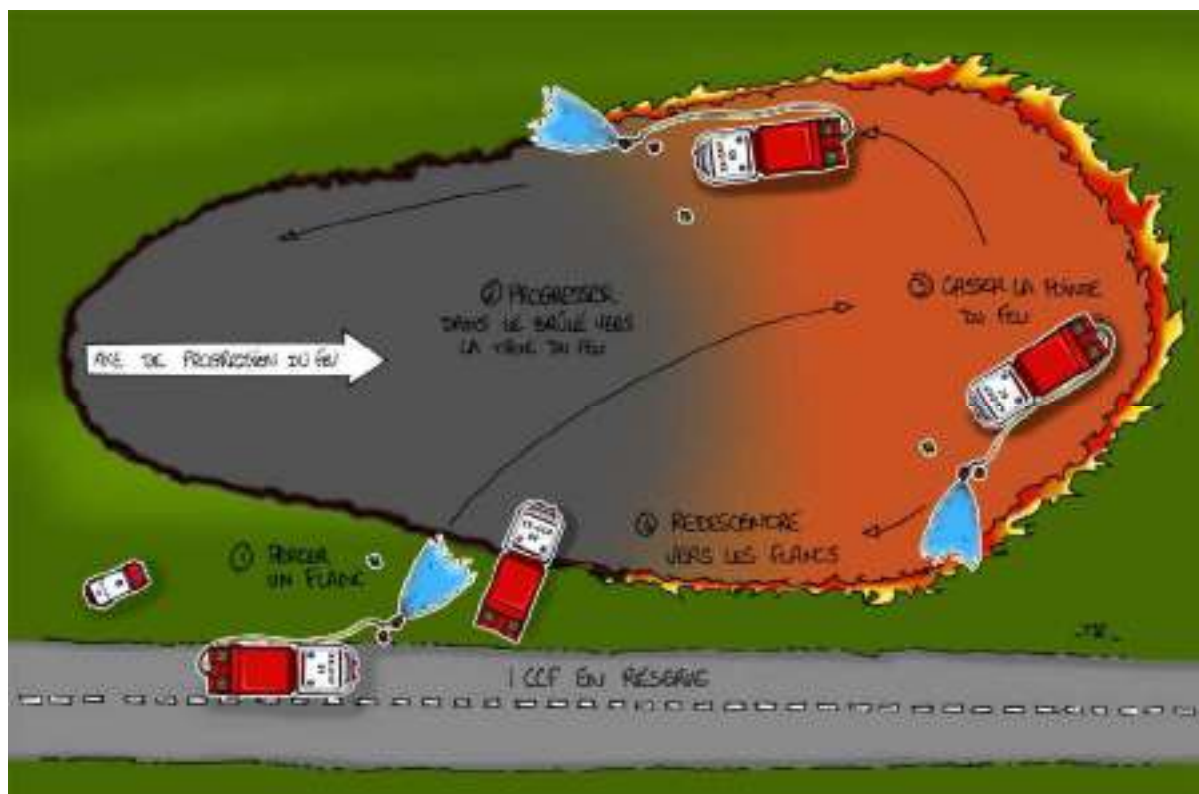 ② PROGRESSER
DANS LE BRÛLÉ VERS
LA TÊTE DU FEU
③ CASSER LA POINTE
DU FEU
AXE DE PROGRESSION DU FEU
① PERCER
UN FLANC
④ REDESCENDRE
VERS LES FLANCS
1 CCF EN RÉSERVE